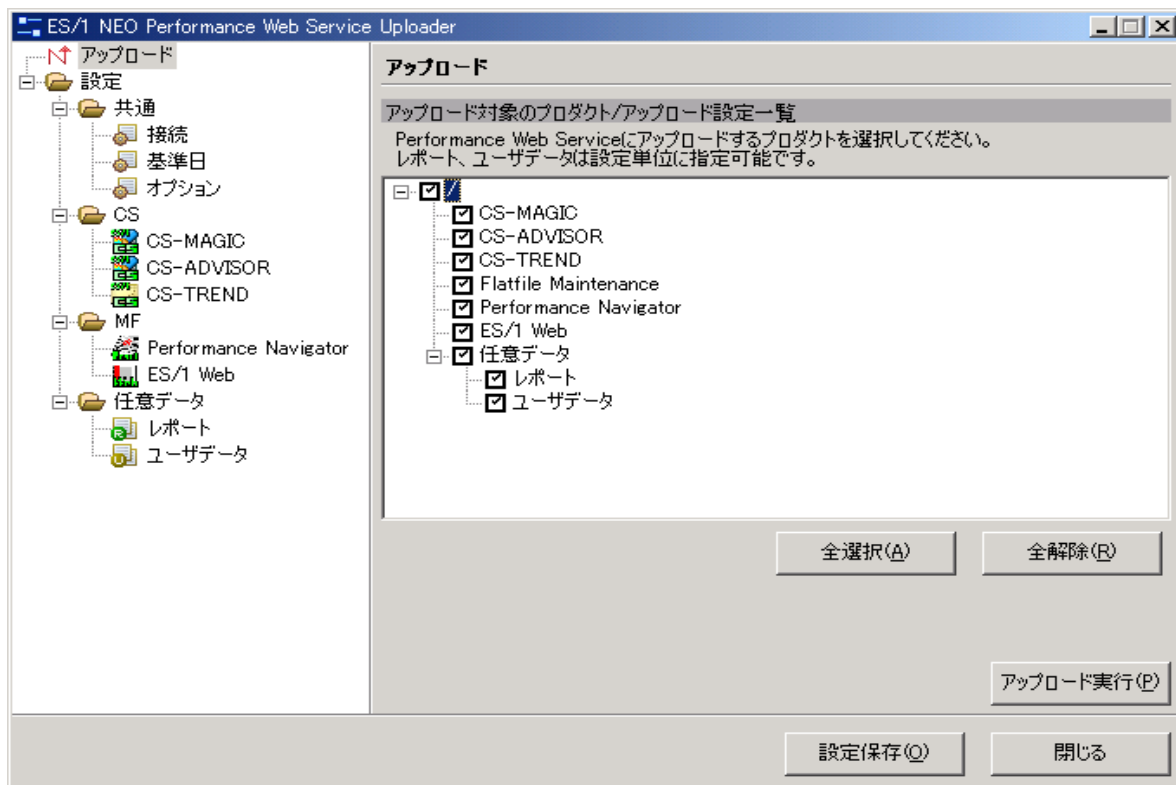 ES/1 NEO Performance Web Service Uploader
アップロード
設定
共通
接続
基準日
オプション
CS
CS-MAGIC
CS-ADVISOR
CS-TREND
MF
Performance Navigator
ES/1 Web
任意データ
レポート
ユーザデータ
アップロード
アップロード対象のプロダクト/アップロード設定一覧
Performance Web Serviceにアップロードするプロダクトを選択してください。
レポート、ユーザデータは設定単位に指定可能です。
/
CS-MAGIC
CS-ADVISOR
CS-TREND
Flatfile Maintenance
Performance Navigator
ES/1 Web
任意データ
レポート
ユーザデータ
全選択(A) 全解除(R)
アップロード実行(P)
設定保存(O) 閉じる